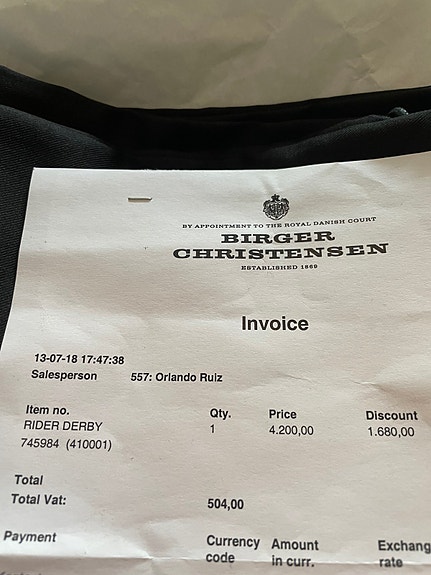 BY APPOINTMENT TO THE ROYAL DANISH COURT
BIRGER
CHRISTENSEN
ESTABLISHED 1869
Invoice
13-07-18 17:47:38
Salesperson 557: Orlando Ruiz
Item no. Qty. Price Discount
RIDER DERBY 1 4.200,00 1.680,00
745984 (410001)
Total
Total Vat: 504,00
Payment Currency Amount Exchang
code in curr. rate